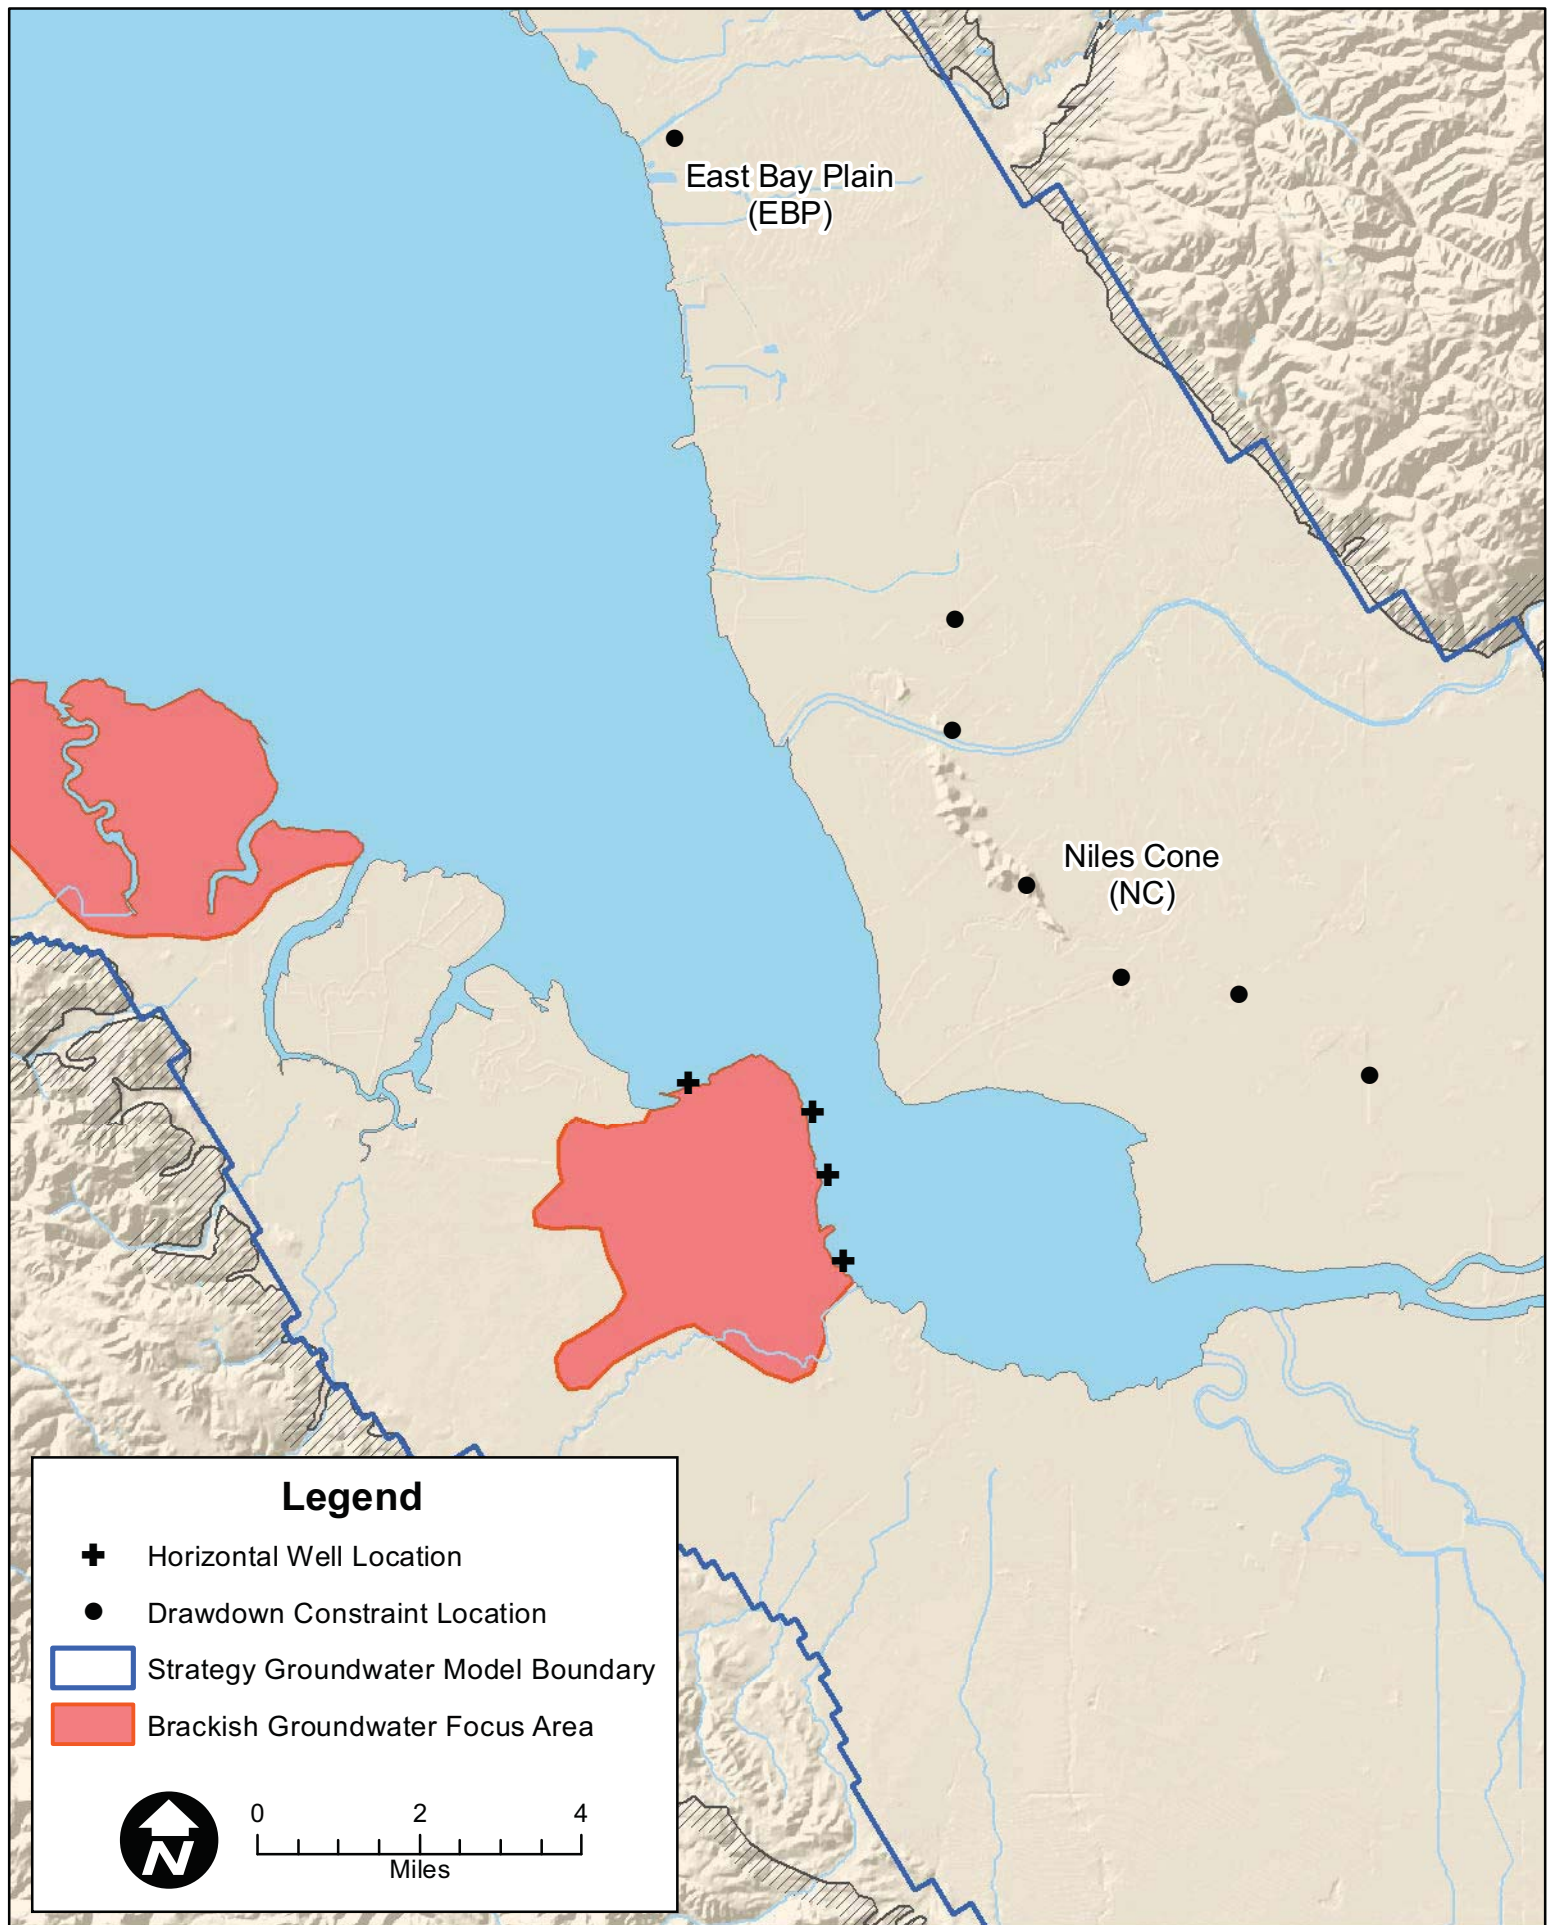 East Bay Plain
(EBP)
Niles Cone
(NC)
Legend
Horizontal Well Location
Drawdown Constraint Location
Strategy Groundwater Model Boundary
Brackish Groundwater Focus Area
N
0 2 4
Miles